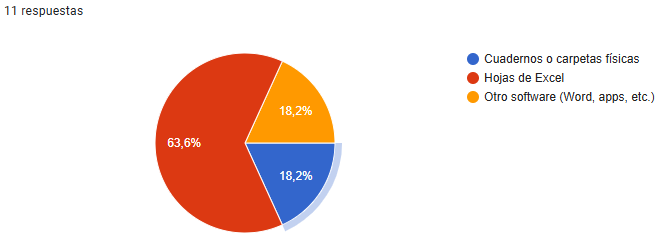 11 respuestas
Cuadernos o carpetas físicas
Hojas de Excel
Otro software (Word, apps, etc.)
18,2%
63,6%
18,2%